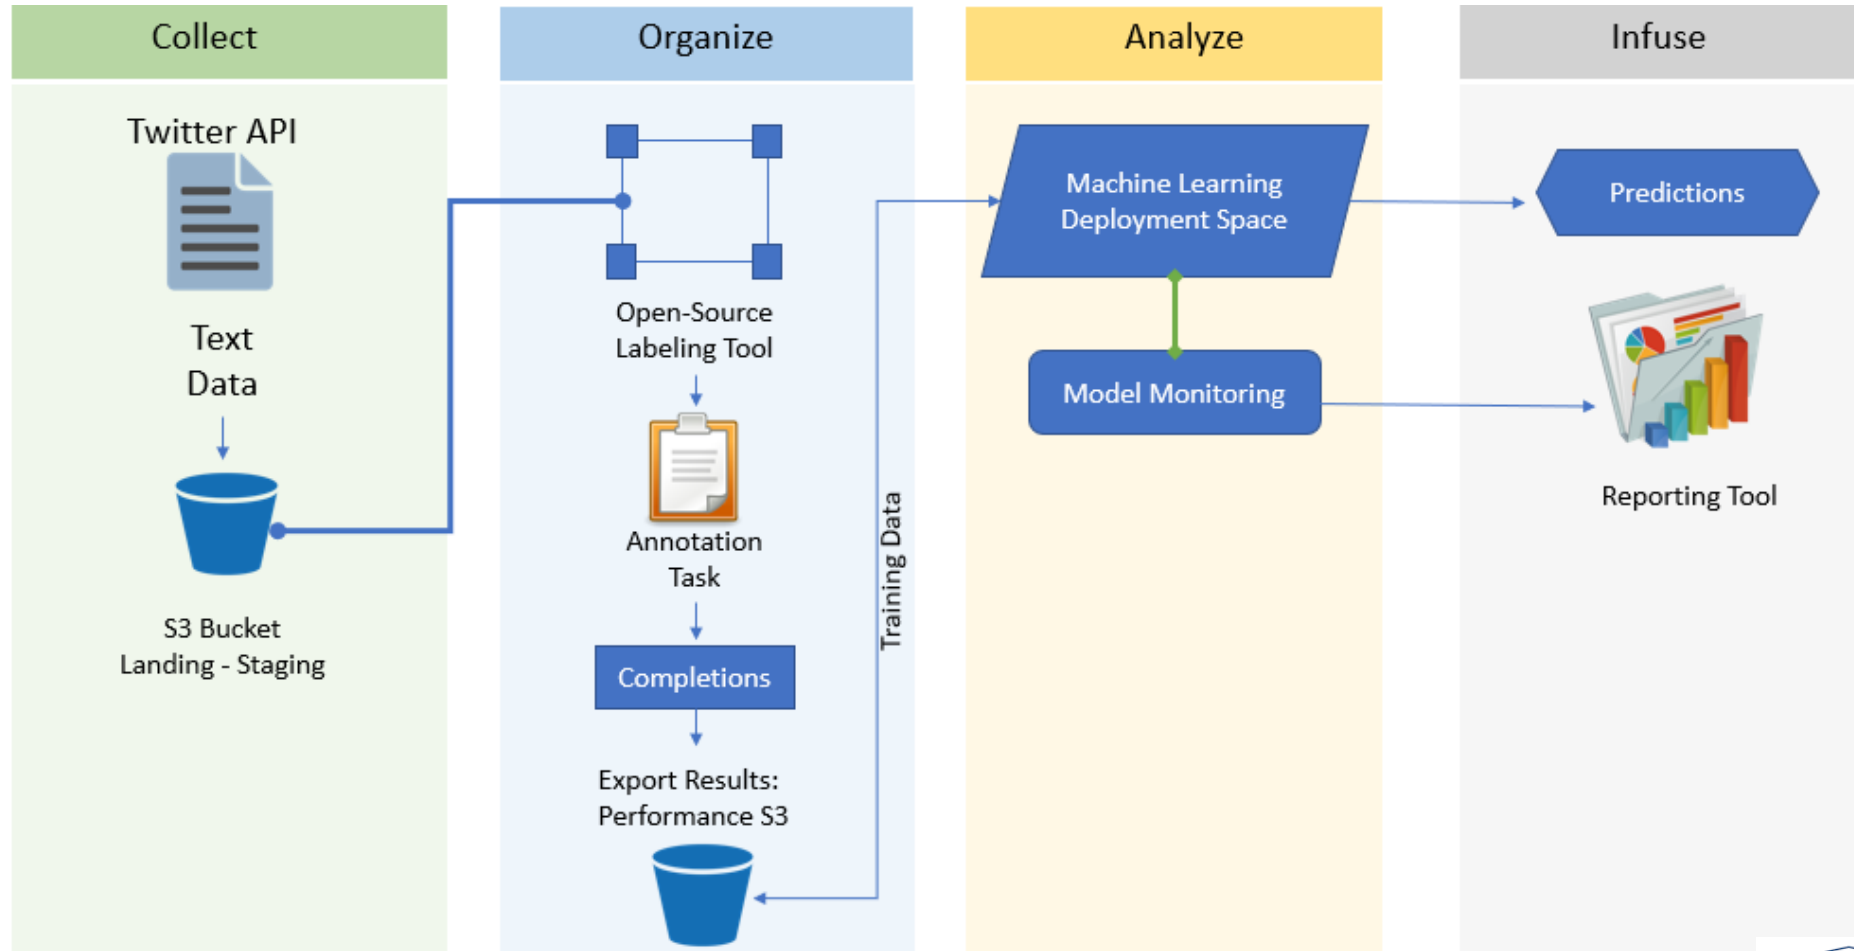 Collect
Organize
Analyze
Infuse
Twitter API
Text
Data
S3 Bucket
Landing - Staging
Open-Source
Labeling Tool
Annotation
Task
Completions
Export Results:
Performance S3
Training Data
Machine Learning
Deployment Space
Model Monitoring
Predictions
Reporting Tool